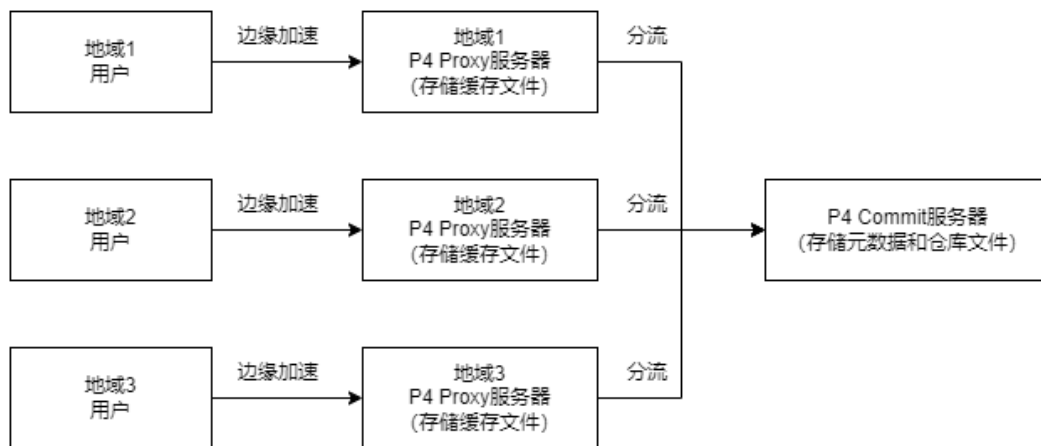 地域1
用户
边缘加速
地域1
P4 Proxy服务器
(存储缓存文件)
分流
地域2
用户
边缘加速
地域2
P4 Proxy服务器
(存储缓存文件)
分流
P4 Commit服务器
(存储元数据和仓库文件)
地域3
用户
边缘加速
地域3
P4 Proxy服务器
(存储缓存文件)
分流